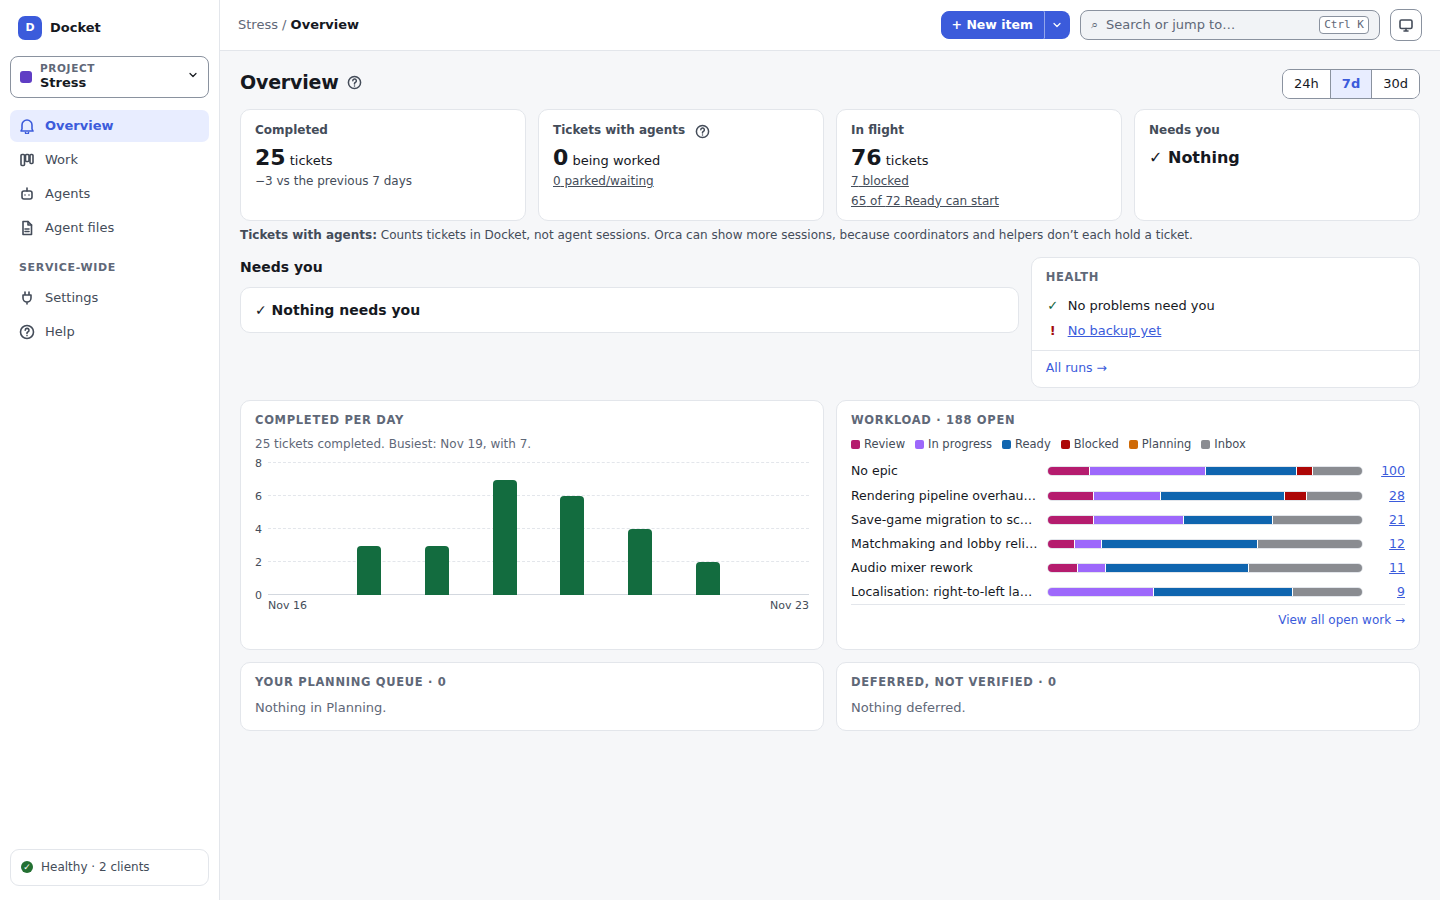 D Docket
PROJECT
Stress
Overview
Work
Agents
Agent files
SERVICE-WIDE
Settings
Help
✓ Healthy · 2 clients
Stress / Overview
+ New item
Search or jump to…
Ctrl K
Overview
24h 7d 30d
Completed
25 tickets
−3 vs the previous 7 days
Tickets with agents
0 being worked
0 parked/waiting
In flight
76 tickets
7 blocked
65 of 72 Ready can start
Needs you
✓ Nothing
Tickets with agents: Counts tickets in Docket, not agent sessions. Orca can show more sessions, because coordinators and helpers don’t each hold a ticket.
Needs you
✓ Nothing needs you
HEALTH
✓ No problems need you
! No backup yet
All runs →
COMPLETED PER DAY
25 tickets completed. Busiest: Nov 19, with 7.
8
6
4
2
0
Nov 16 Nov 23
WORKLOAD · 188 OPEN
Review In progress Ready Blocked Planning Inbox
No epic 100
Rendering pipeline overhau… 28
Save-game migration to sc… 21
Matchmaking and lobby reli… 12
Audio mixer rework 11
Localisation: right-to-left la… 9
View all open work →
YOUR PLANNING QUEUE · 0
Nothing in Planning.
DEFERRED, NOT VERIFIED · 0
Nothing deferred.